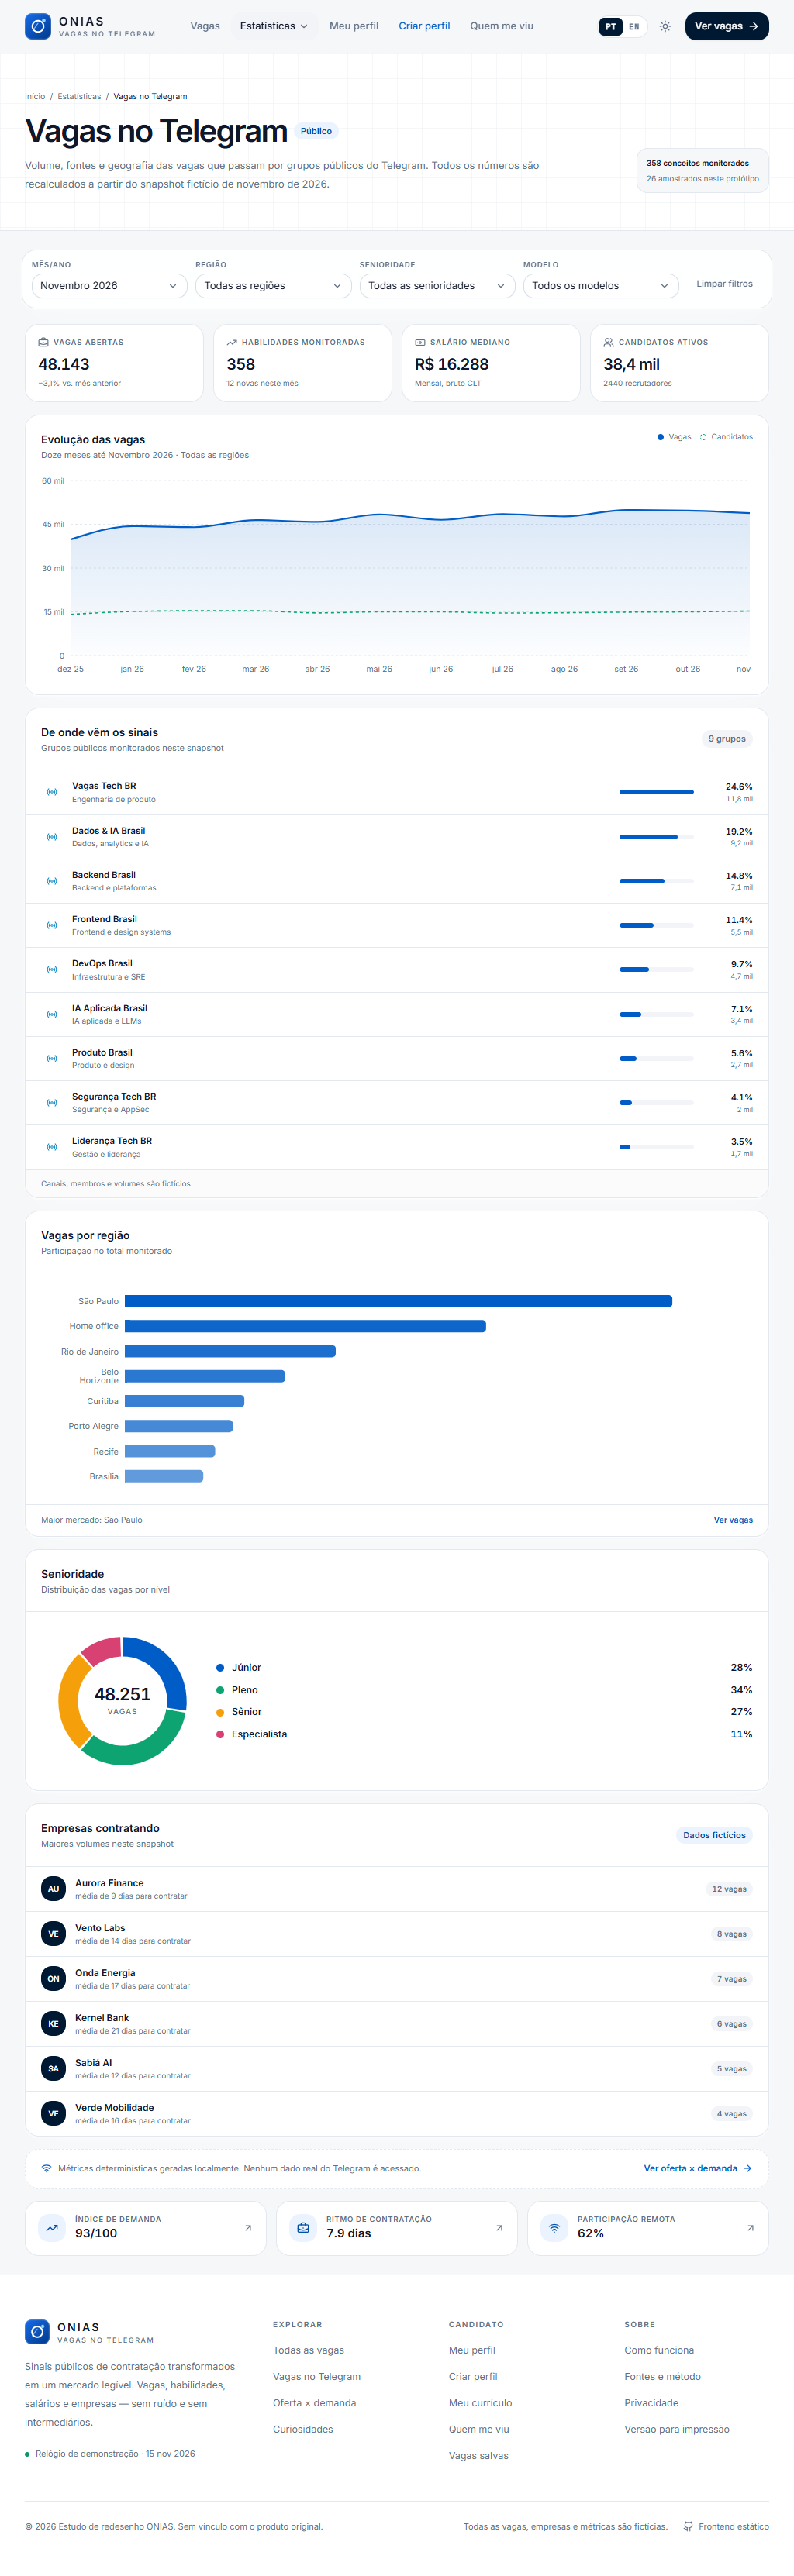 ONIAS
VAGAS NO TELEGRAM
Vagas
Estatísticas
Meu perfil
Criar perfil
Quem me viu
PT EN
Ver vagas
Início / Estatísticas / Vagas no Telegram
Vagas no Telegram
Público
Volume, fontes e geografia das vagas que passam por grupos públicos do Telegram. Todos os números são
recalculados a partir do snapshot fictício de novembro de 2026.
358 conceitos monitorados
26 amostrados neste protótipo
MÊS/ANO
Novembro 2026
REGIÃO
Todas as regiões
SENIORIDADE
Todas as senioridades
MODELO
Todos os modelos
Limpar filtros
VAGAS ABERTAS
48.143
−3,1% vs. mês anterior
HABILIDADES MONITORADAS
358
12 novas neste mês
SALÁRIO MEDIANO
R$ 16.288
Mensal, bruto CLT
CANDIDATOS ATIVOS
38,4 mil
2440 recrutadores
Evolução das vagas
Doze meses até Novembro 2026 · Todas as regiões
Vagas
Candidatos
60 mil
45 mil
30 mil
15 mil
0
dez 25 jan 26 fev 26 mar 26 abr 26 mai 26 jun 26 jul 26 ago 26 set 26 out 26 nov
De onde vêm os sinais
Grupos públicos monitorados neste snapshot
9 grupos
Vagas Tech BR
Engenharia de produto
24.6%
11,8 mil
Dados & IA Brasil
Dados, analytics e IA
19.2%
9,2 mil
Backend Brasil
Backend e plataformas
14.8%
7,1 mil
Frontend Brasil
Frontend e design systems
11.4%
5,5 mil
DevOps Brasil
Infraestrutura e SRE
9.7%
4,7 mil
IA Aplicada Brasil
IA aplicada e LLMs
7.1%
3,4 mil
Produto Brasil
Produto e design
5.6%
2,7 mil
Segurança Tech BR
Segurança e AppSec
4.1%
2 mil
Liderança Tech BR
Gestão e liderança
3.5%
1,7 mil
Canais, membros e volumes são fictícios.
Vagas por região
Participação no total monitorado
São Paulo
Home office
Rio de Janeiro
Belo
Horizonte
Curitiba
Porto Alegre
Recife
Brasília
Maior mercado: São Paulo
Ver vagas
Senioridade
Distribuição das vagas por nível
48.251
VAGAS
Júnior 28%
Pleno 34%
Sênior 27%
Especialista 11%
Empresas contratando
Maiores volumes neste snapshot
Dados fictícios
AU
Aurora Finance
média de 9 dias para contratar
12 vagas
VE
Vento Labs
média de 14 dias para contratar
8 vagas
ON
Onda Energia
média de 17 dias para contratar
7 vagas
KE
Kernel Bank
média de 21 dias para contratar
6 vagas
SA
Sabiá AI
média de 12 dias para contratar
5 vagas
VE
Verde Mobilidade
média de 16 dias para contratar
4 vagas
Métricas determinísticas geradas localmente. Nenhum dado real do Telegram é acessado.
Ver oferta × demanda
ÍNDICE DE DEMANDA
93/100
RITMO DE CONTRATAÇÃO
7.9 dias
PARTICIPAÇÃO REMOTA
62%
ONIAS
VAGAS NO TELEGRAM
Sinais públicos de contratação transformados
em um mercado legível. Vagas, habilidades,
salários e empresas — sem ruído e sem
intermediários.
Relógio de demonstração · 15 nov 2026
EXPLORAR
Todas as vagas
Vagas no Telegram
Oferta × demanda
Curiosidades
CANDIDATO
Meu perfil
Criar perfil
Meu currículo
Quem me viu
Vagas salvas
SOBRE
Como funciona
Fontes e método
Privacidade
Versão para impressão
© 2026 Estudo de redesenho ONIAS. Sem vínculo com o produto original.
Todas as vagas, empresas e métricas são fictícias.
Frontend estático